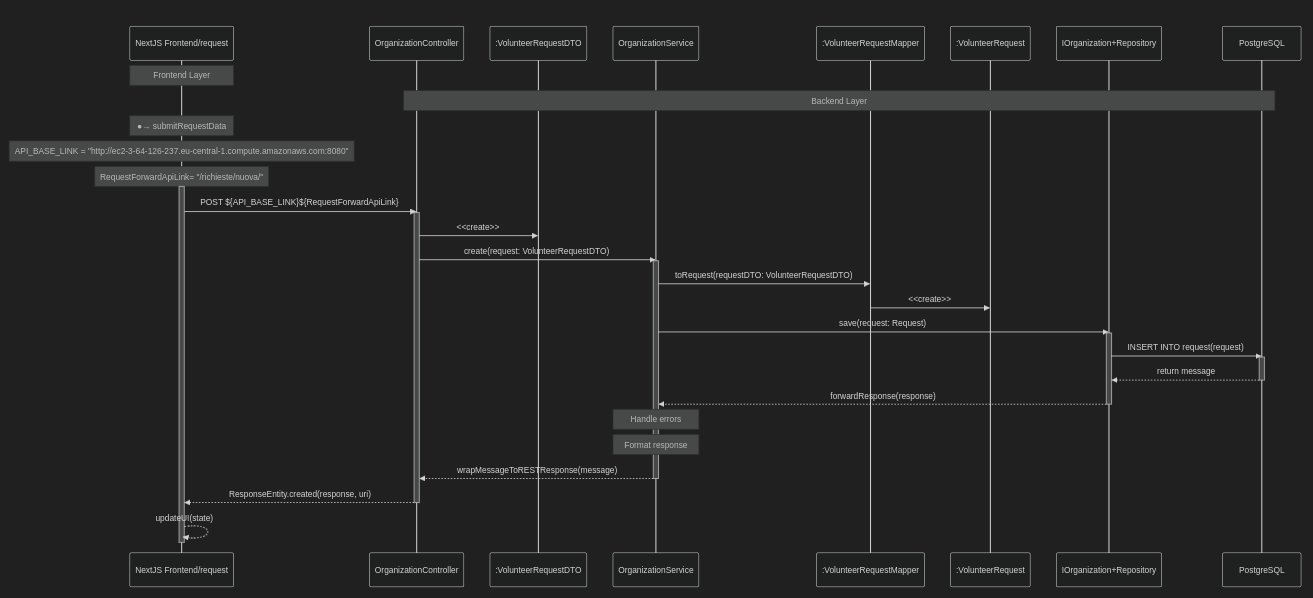 NextJS Frontend/request
OrganizationController
:VolunteerRequestDTO
OrganizationService
:VolunteerRequestMapper
:VolunteerRequest
IOrganization+Repository
PostgreSQL
Frontend Layer
Backend Layer
●→ submitRequestData
API_BASE_LINK = "http://ec2-3-64-126-237.eu-central-1.compute.amazonaws.com:8080"
RequestForwardApiLink= "/richieste/nuova/"
POST ${API_BASE_LINK}${RequestForwardApiLink}
<<create>>
create(request: VolunteerRequestDTO)
toRequest(requestDTO: VolunteerRequestDTO)
<<create>>
save(request: Request)
INSERT INTO request(request)
return message
forwardResponse(response)
Handle errors
Format response
wrapMessageToRESTResponse(message)
ResponseEntity.created(response, uri)
updateUI(state)
NextJS Frontend/request
OrganizationController
:VolunteerRequestDTO
OrganizationService
:VolunteerRequestMapper
:VolunteerRequest
IOrganization+Repository
PostgreSQL